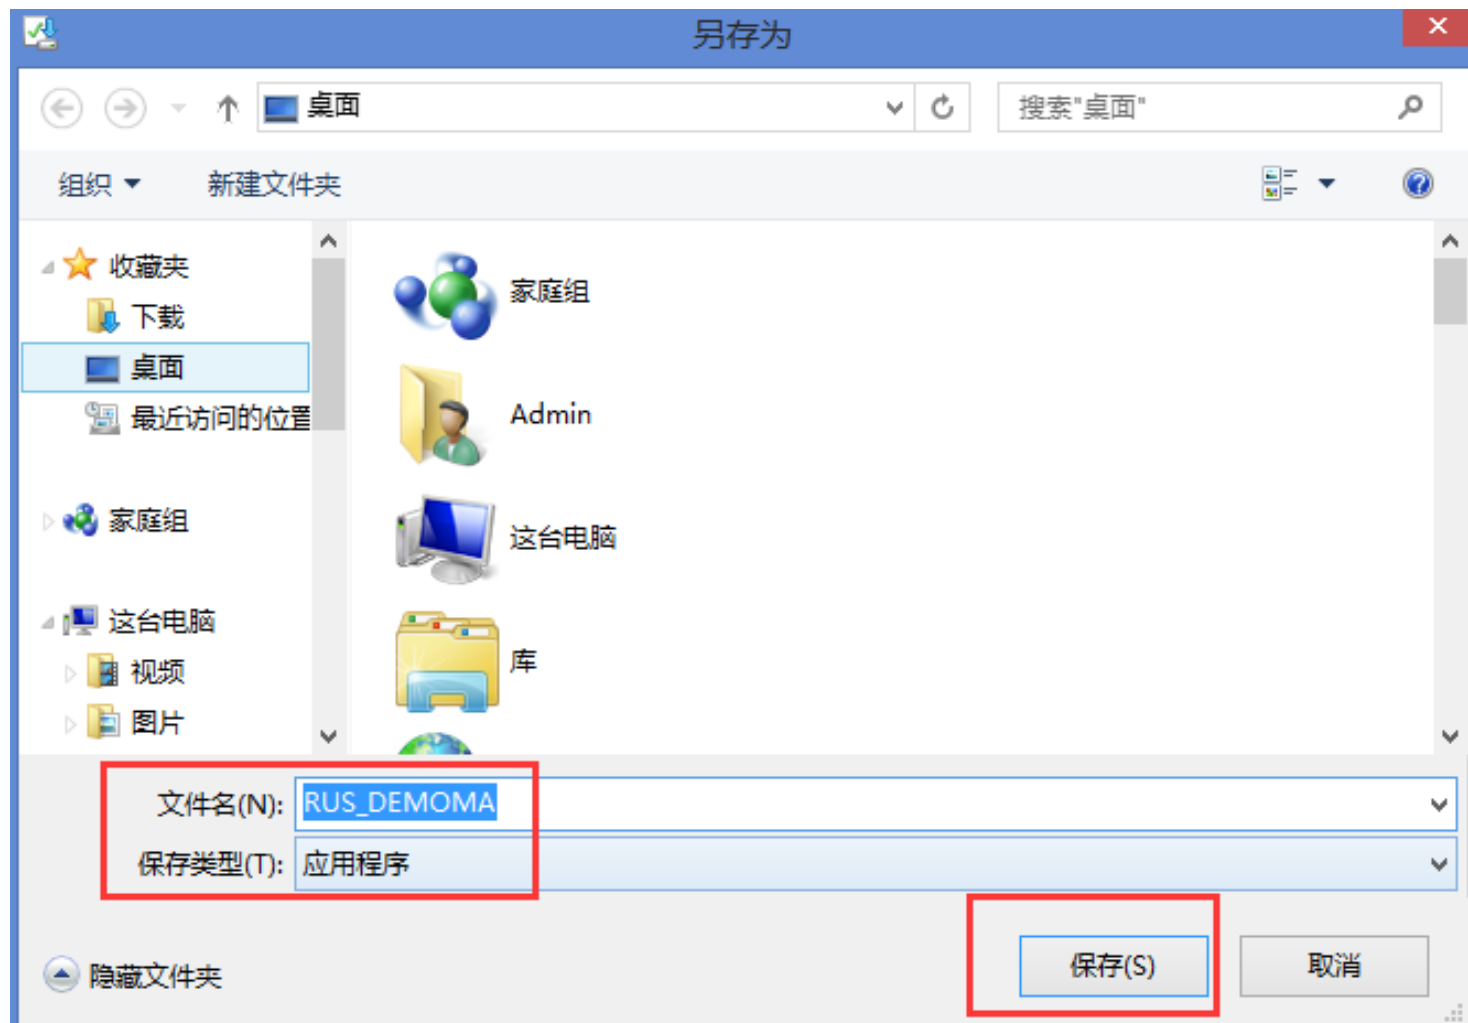 另存为
桌面
搜索"桌面"
组织 新建文件夹
收藏夹
下载
桌面
最近访问的位置
家庭组
这台电脑
视频
图片
家庭组
Admin
这台电脑
库
文件名(N): RUS_DEMOMA
保存类型(T): 应用程序
隐藏文件夹
保存(S) 取消